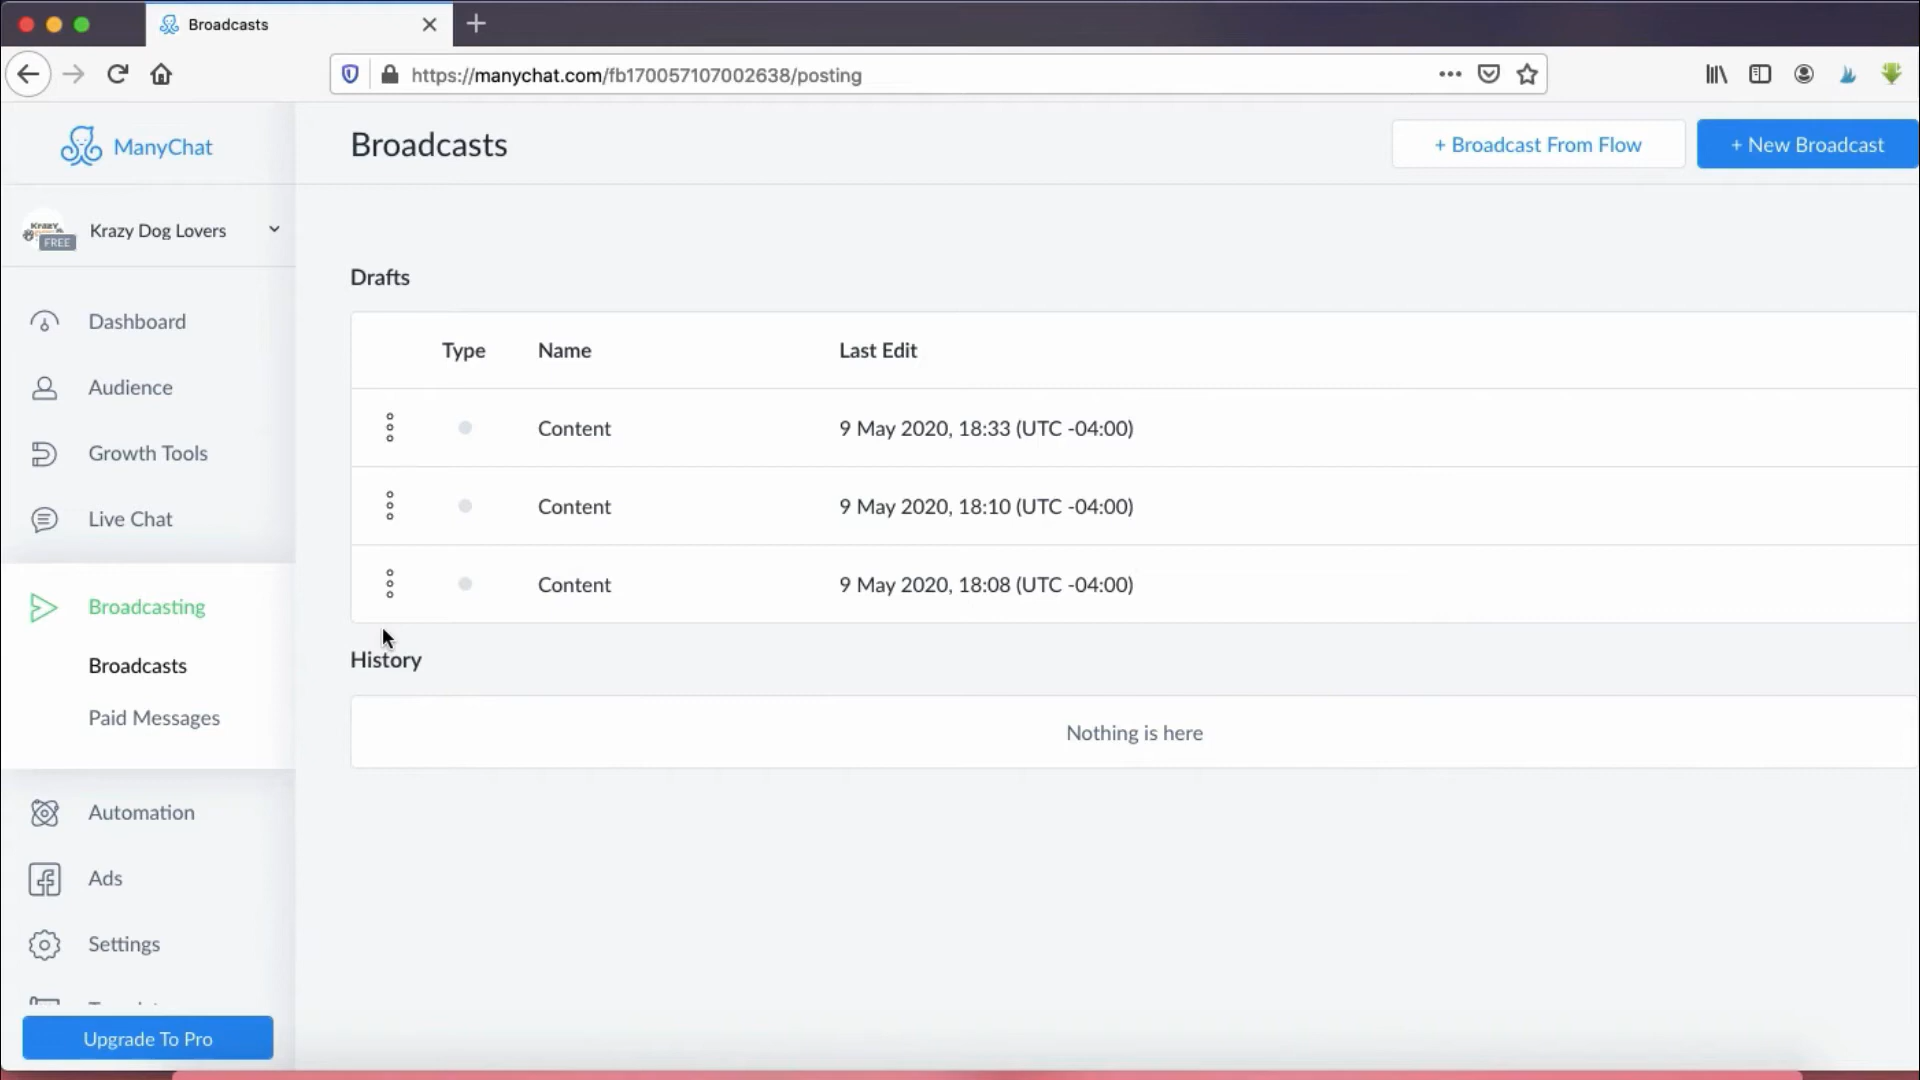 Broadcasts
https://manychat.com/fb170057107002638/posting
ManyChat
Broadcasts
+ Broadcast From Flow
+ New Broadcast
Krazy
FREE
Krazy Dog Lovers
Drafts
Dashboard
Type Name Last Edit
Audience
Content 9 May 2020, 18:33 (UTC -04:00)
Growth Tools
Content 9 May 2020, 18:10 (UTC -04:00)
Live Chat
Content 9 May 2020, 18:08 (UTC -04:00)
Broadcasting
History
Broadcasts
Paid Messages
Nothing is here
Automation
Ads
Settings
Upgrade To Pro